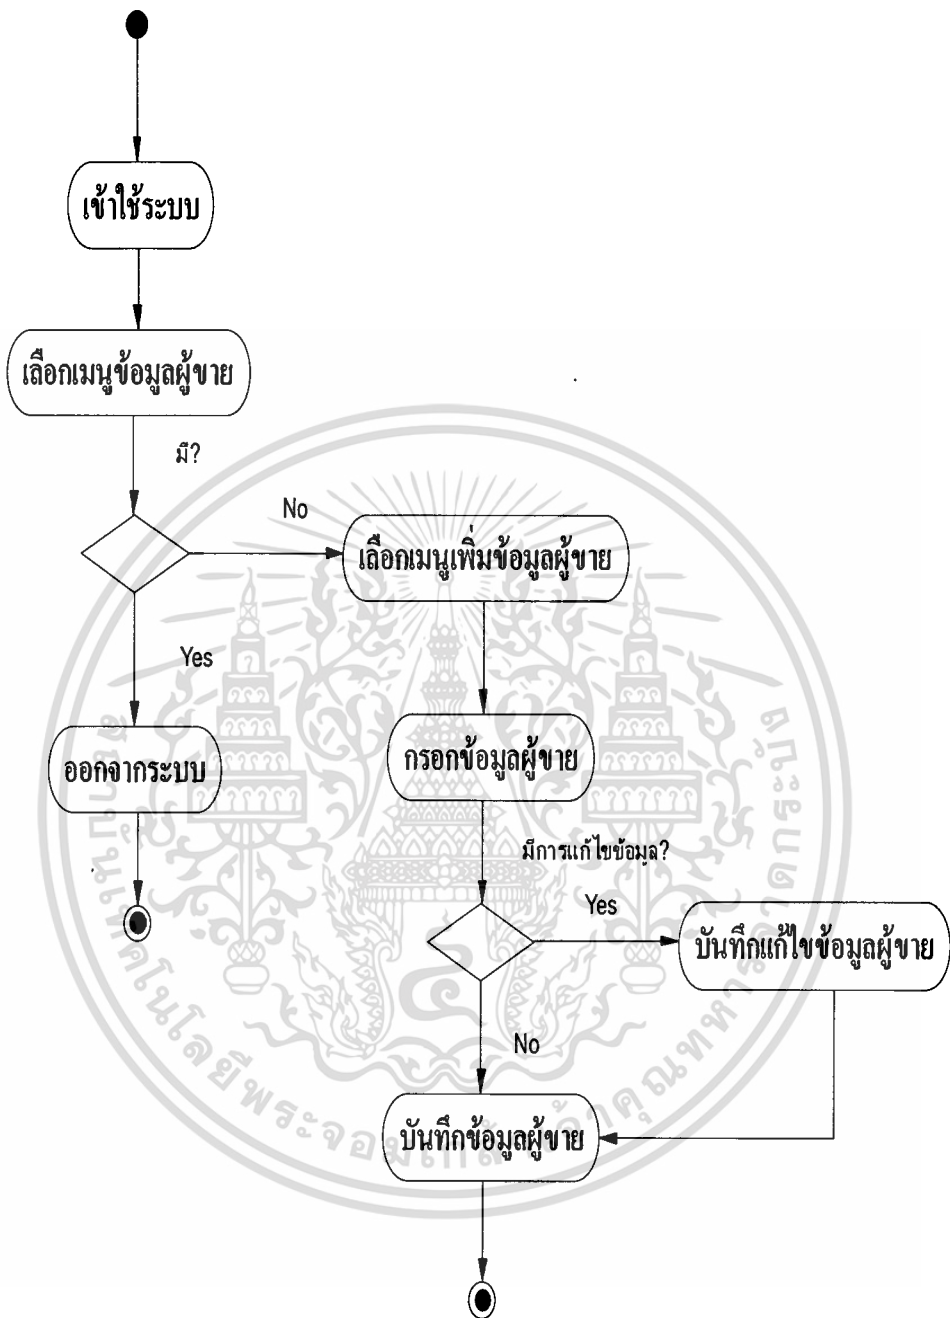 เข้าใช้ระบบ
เลือกเมนูข้อมูลผู้ขาย
มี?
No
เลือกเมนูเพิ่มข้อมูลผู้ขาย
Yes
ออกจากระบบ
กรอกข้อมูลผู้ขาย
มีการแก้ไขข้อมูล?
Yes
บันทึกแก้ไขข้อมูลผู้ขาย
No
บันทึกข้อมูลผู้ขาย